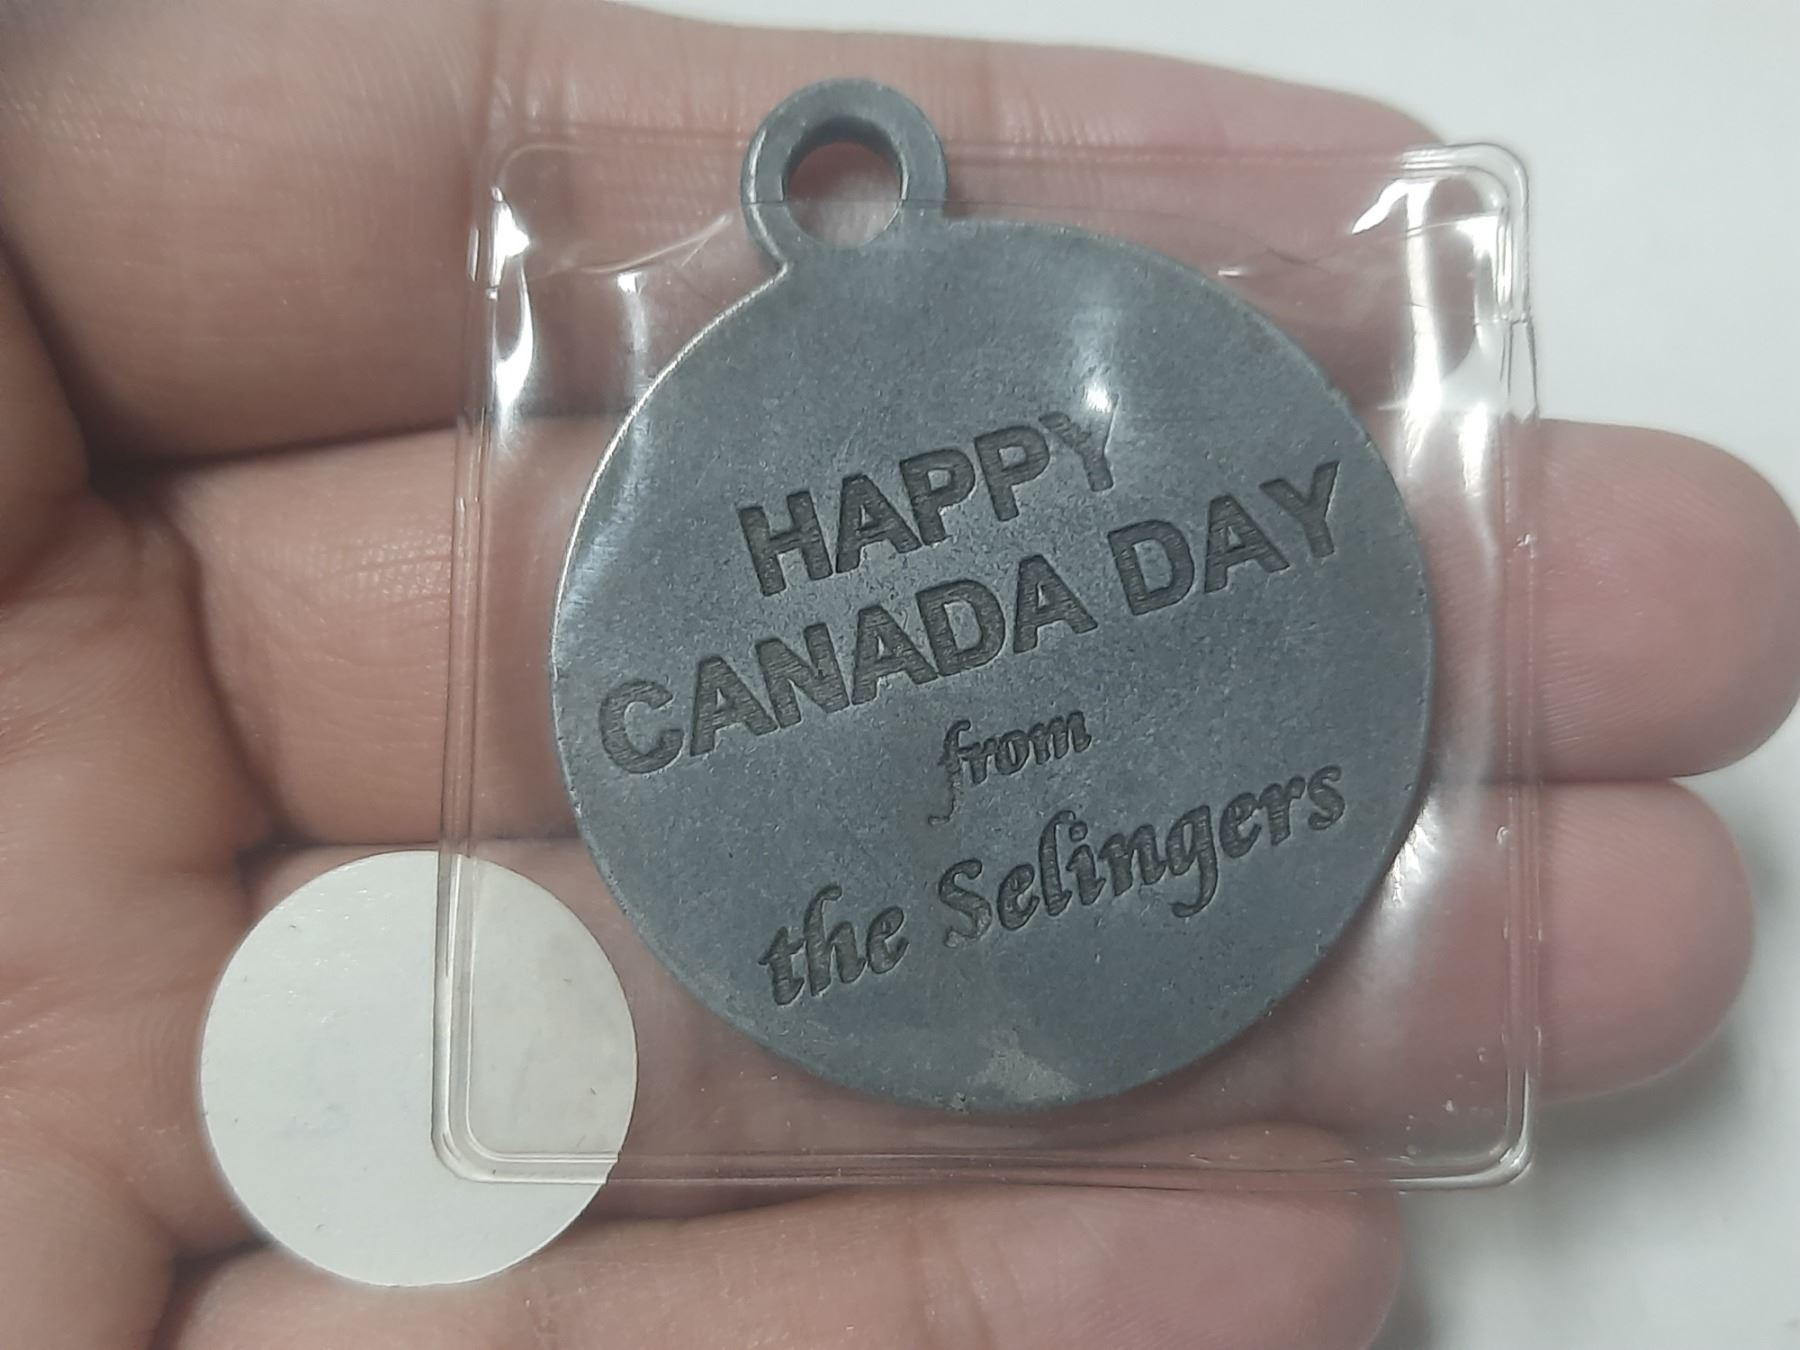 HAPPY
CANADA DAY
from
the Selingers